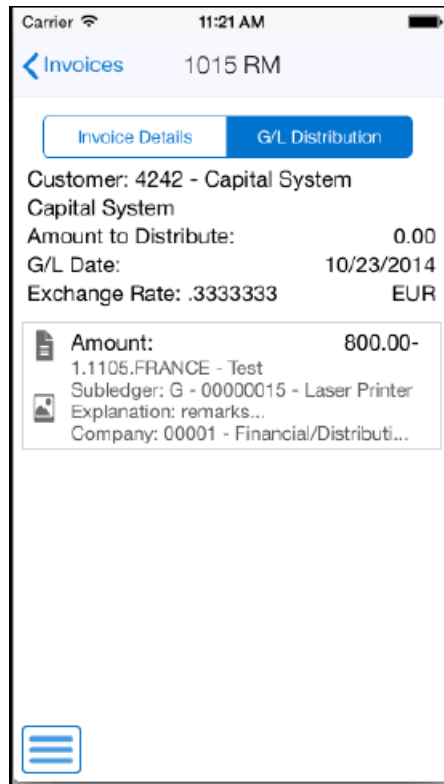 Carrier 11:21 AM
Invoices 1015 RM
Invoice Details G/L Distribution
Customer: 4242 - Capital System
Capital System
Amount to Distribute: 0.00
G/L Date: 10/23/2014
Exchange Rate: .3333333 EUR
Amount: 800.00-
1.1105.FRANCE - Test
Subledger: G - 00000015 - Laser Printer
Explanation: remarks...
Company: 00001 - Financial/Distributi...